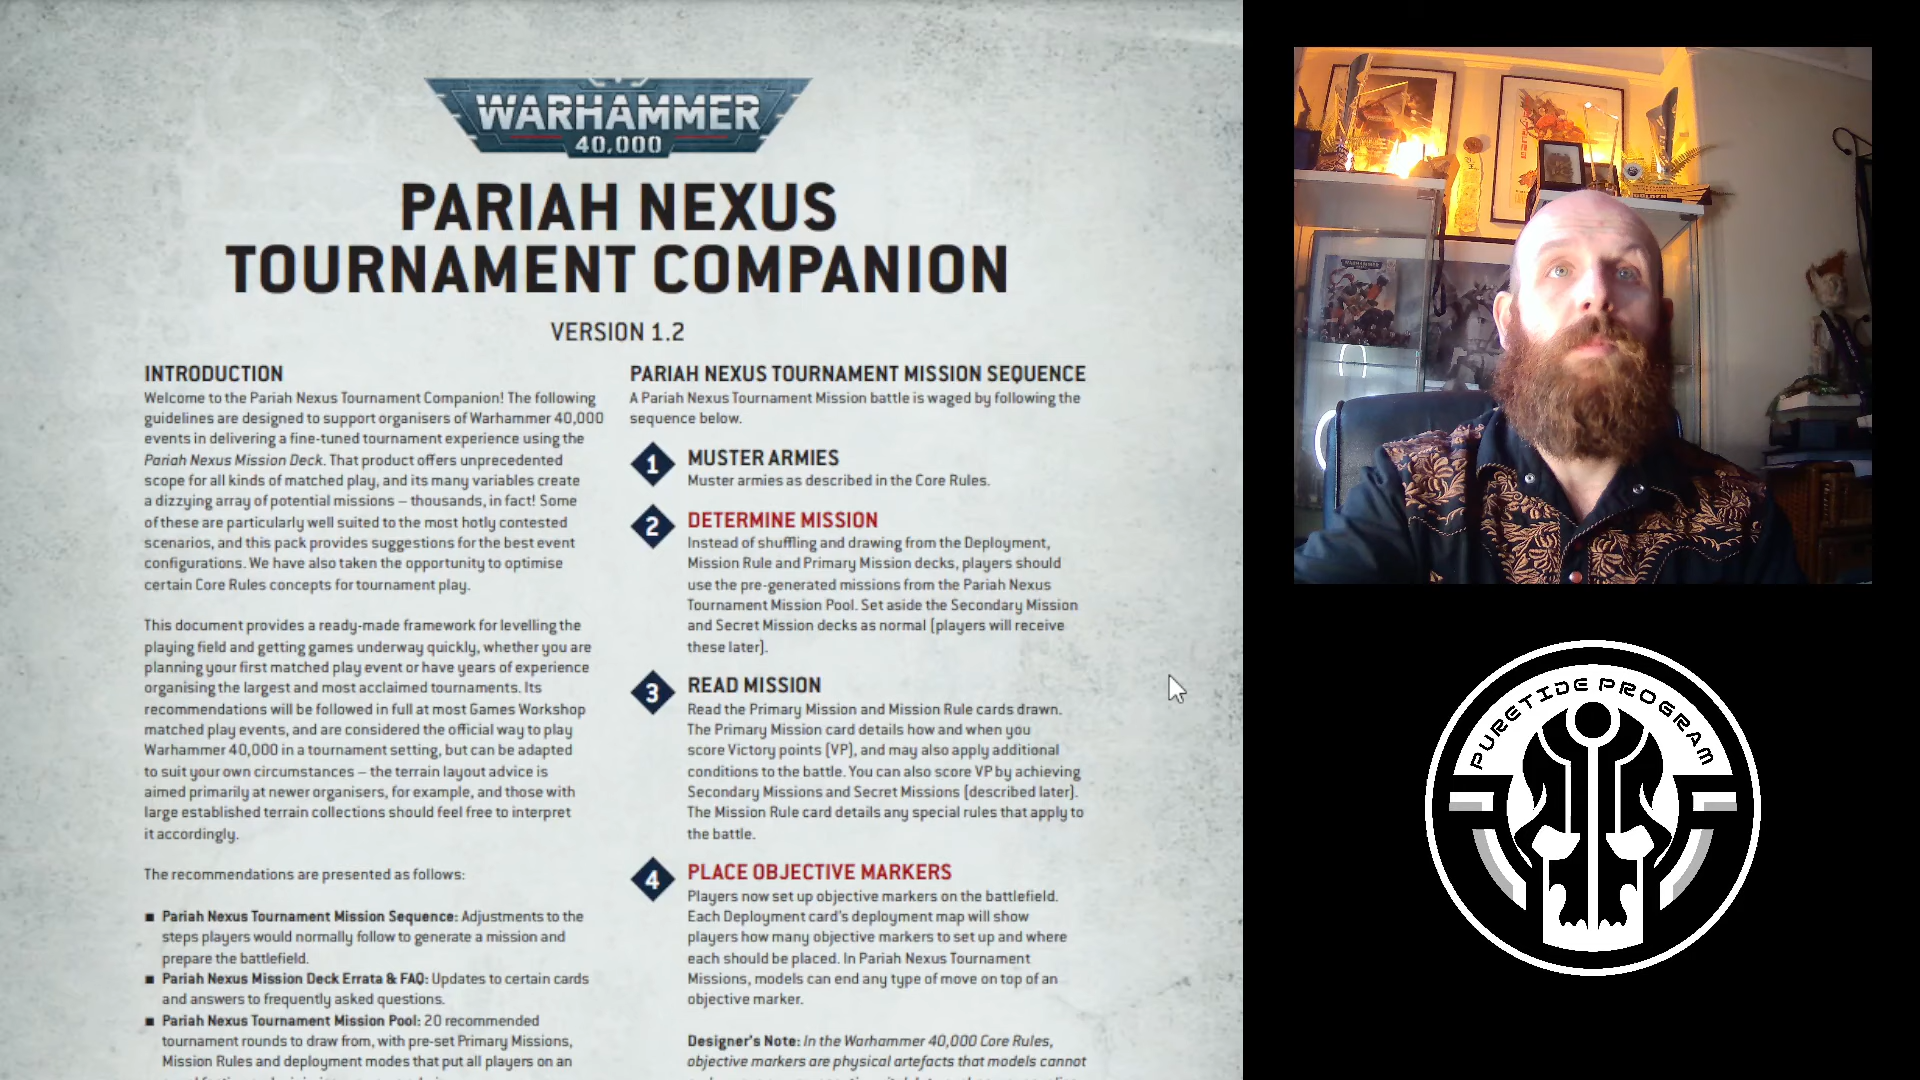 WARHAMMER
40,000
PARIAH NEXUS
TOURNAMENT COMPANION
VERSION 1.2
INTRODUCTION
Welcome to the Pariah Nexus Tournament Companion! The following
guidelines are designed to support organisers of Warhammer 40,000
events in delivering a fine-tuned tournament experience using the
Pariah Nexus Mission Deck. That product offers unprecedented
scope for all kinds of matched play, and its many variables create
a dizzying array of potential missions – thousands, in fact! Some
of these are particularly well suited to the most hotly contested
scenarios, and this pack provides suggestions for the best event
configurations. We have also taken the opportunity to optimise
certain Core Rules concepts for tournament play.
This document provides a ready-made framework for levelling the
playing field and getting games underway quickly, whether you are
planning your first matched play event or have years of experience
organising the largest and most acclaimed tournaments. Its
recommendations will be followed in full at most Games Workshop
matched play events, and are considered the official way to play
Warhammer 40,000 in a tournament setting, but can be adapted
to suit your own circumstances – the terrain layout advice is
aimed primarily at newer organisers, for example, and those with
large established terrain collections should feel free to interpret
it accordingly.
The recommendations are presented as follows:
■ Pariah Nexus Tournament Mission Sequence: Adjustments to the
steps players would normally follow to generate a mission and
prepare the battlefield.
■ Pariah Nexus Mission Deck Errata & FAQ: Updates to certain cards
and answers to frequently asked questions.
■ Pariah Nexus Tournament Mission Pool: 20 recommended
tournament rounds to draw from, with pre-set Primary Missions,
Mission Rules and deployment modes that put all players on an
PARIAH NEXUS TOURNAMENT MISSION SEQUENCE
A Pariah Nexus Tournament Mission battle is waged by following the
sequence below.
1 MUSTER ARMIES
Muster armies as described in the Core Rules.
2 DETERMINE MISSION
Instead of shuffling and drawing from the Deployment,
Mission Rule and Primary Mission decks, players should
use the pre-generated missions from the Pariah Nexus
Tournament Mission Pool. Set aside the Secondary Mission
and Secret Mission decks as normal (players will receive
these later).
3 READ MISSION
Read the Primary Mission and Mission Rule cards drawn.
The Primary Mission card details how and when you
score Victory points (VP), and may also apply additional
conditions to the battle. You can also score VP by achieving
Secondary Missions and Secret Missions (described later).
The Mission Rule card details any special rules that apply to
the battle.
4 PLACE OBJECTIVE MARKERS
Players now set up objective markers on the battlefield.
Each Deployment card's deployment map will show
players how many objective markers to set up and where
each should be placed. In Pariah Nexus Tournament
Missions, models can end any type of move on top of an
objective marker.
Designer's Note: In the Warhammer 40,000 Core Rules,
objective markers are physical artefacts that models cannot
WARHAMMER
PURETIDE PROGRAM